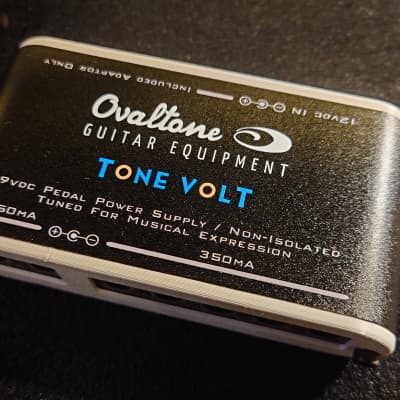 12VDC IN
INCLUDED ADAPTOR ONLY
Ovaltone
GUITAR EQUIPMENT
TONE VOLT
9VDC PEDAL POWER SUPPLY / NON-ISOLATED
TUNED FOR MUSICAL EXPRESSION
50MA
350MA